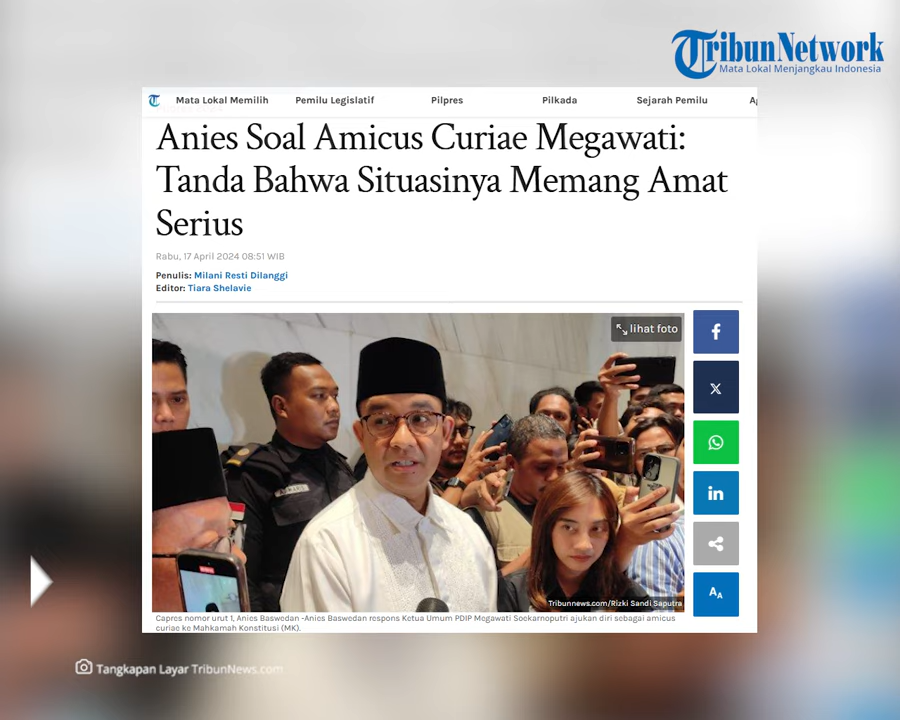 Tribun Network
Mata Lokal Menjangkau Indonesia
Mata Lokal Memilih Pemilu Legislatif Pilpres Pilkada Sejarah Pemilu
Anies Soal Amicus Curiae Megawati:
Tanda Bahwa Situasinya Memang Amat
Serius
Rabu, 17 April 2024 08:51 WIB
Penulis: Milani Resti Dilanggi
Editor: Tiara Shelavie
lihat foto
Tribunnews.com/Rizki Sandi Saputra
Capres nomor urut 1, Anies Baswedan -Anies Baswedan respons Ketua Umum PDIP Megawati Soekarnoputri ajukan diri sebagai amicus
curiae ke Mahkamah Konstitusi (MK).
Tangkapan Layar TribunNews.com